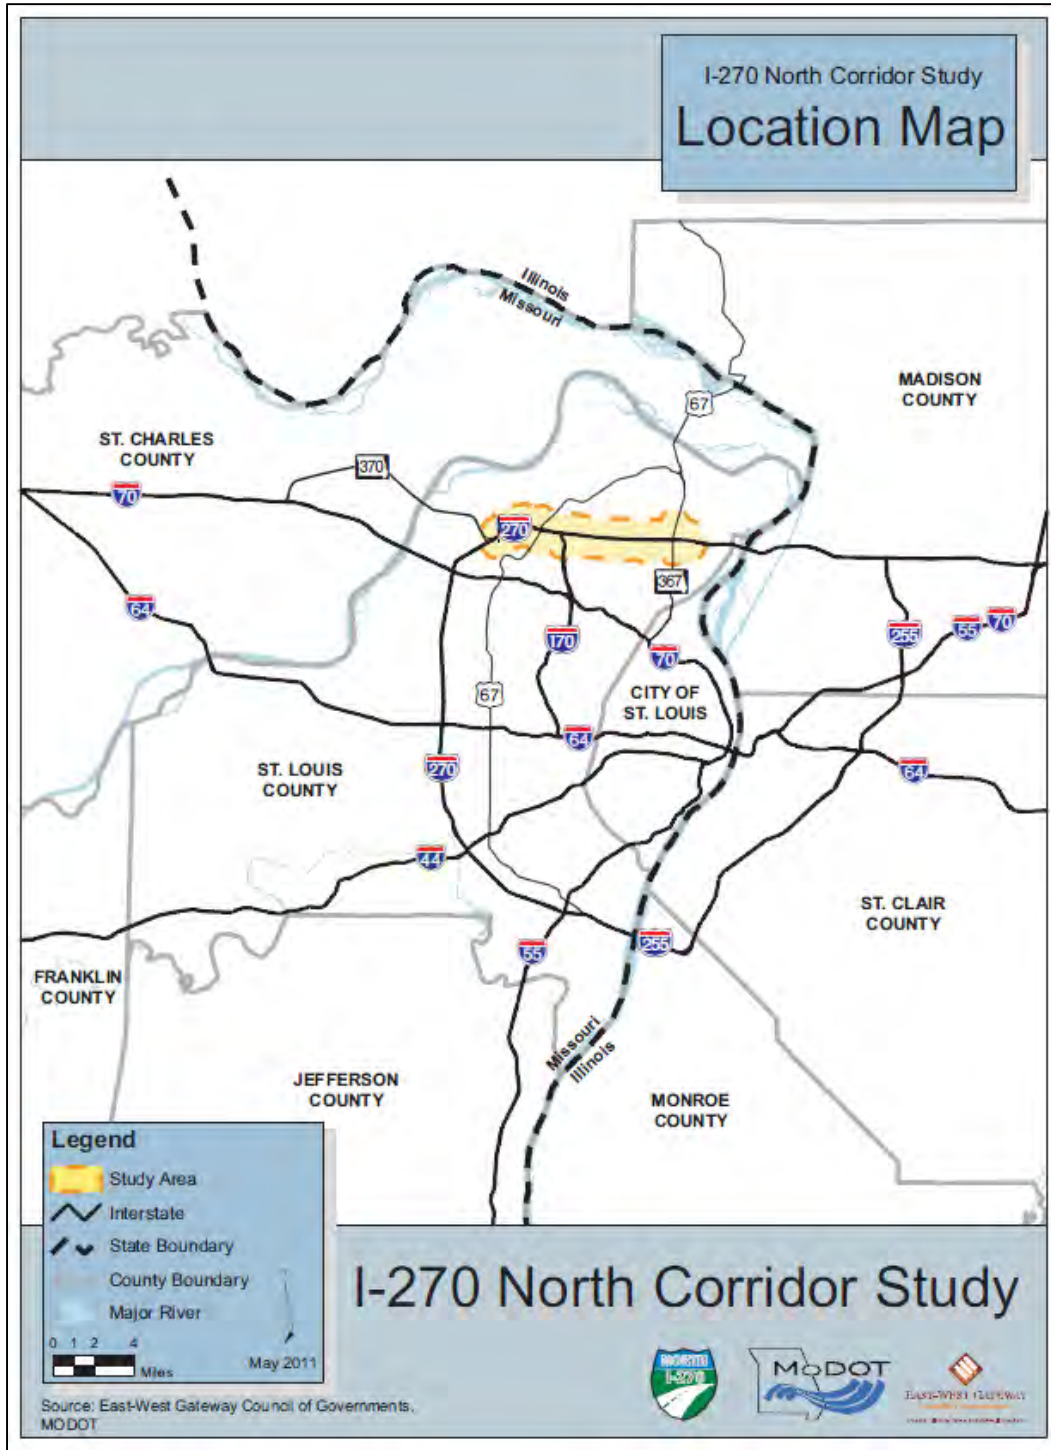 I-270 North Corridor Study
Location Map
Illinois
Missouri
MADISON
COUNTY
67
ST. CHARLES
COUNTY
370
70
270
367
64
170
70
255
55
70
67
CITY OF
ST. LOUIS
64
270
ST. LOUIS
COUNTY
64
44
ST. CLAIR
COUNTY
55
255
FRANKLIN
COUNTY
Missouri
Illinois
JEFFERSON
COUNTY
MONROE
COUNTY
Legend
Study Area
Interstate
State Boundary
County Boundary
Major River
0 1 2 4
Miles
May 2011
I-270 North Corridor Study
I-270
MoDOT
EAST-WEST GATEWAY
Source: East-West Gateway Council of Governments,
MODOT